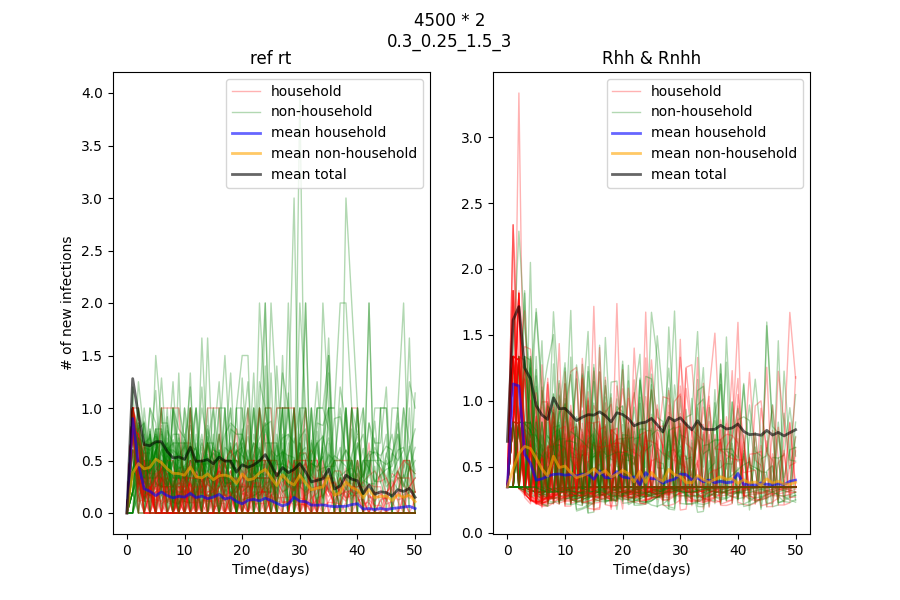 4500 * 2
0.3_0.25_1.5_3
ref rt
# of new infections
4.0
3.5
3.0
2.5
2.0
1.5
1.0
0.5
0.0
household
non-household
mean household
mean non-household
mean total
0 10 20 30 40 50
Time(days)
Rhh & Rnhh
3.0
2.5
2.0
1.5
1.0
0.5
0.0
household
non-household
mean household
mean non-household
mean total
0 10 20 30 40 50
Time(days)